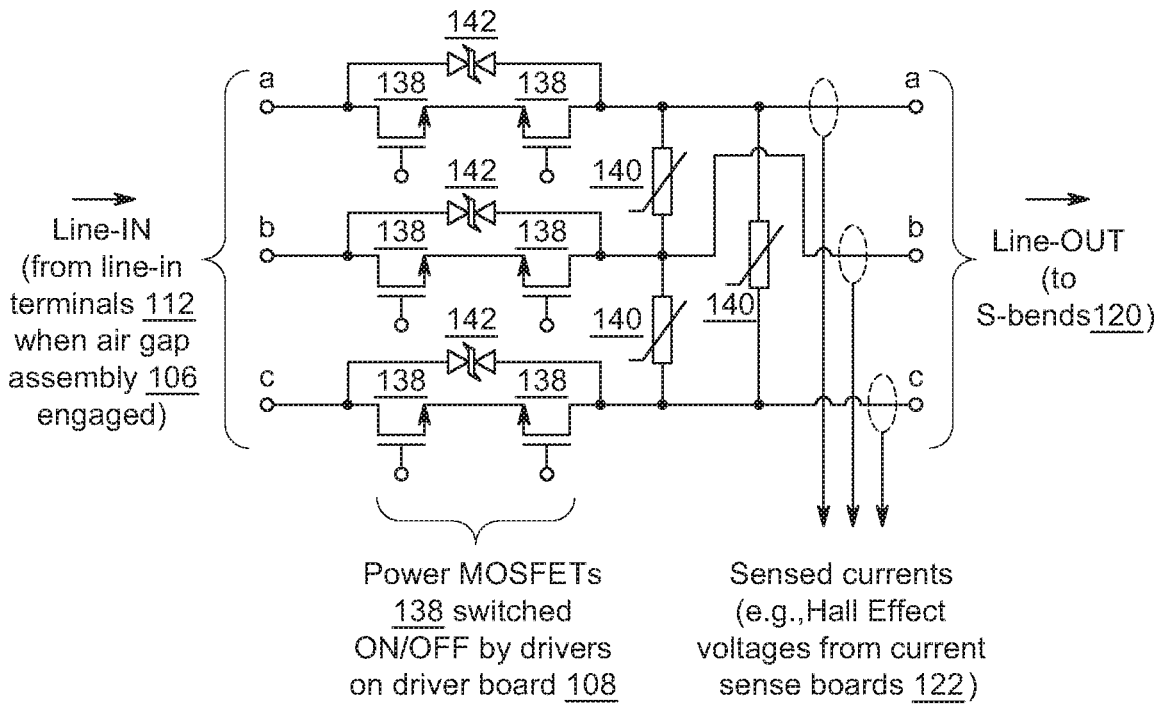 142
a
138 138
a
142
140
Line-IN
(from line-in
terminals 112
when air gap
assembly 106
engaged)
b
138 138
b
Line-OUT
(to
S-bends120)
140
142
140
c
138 138
c
Power MOSFETs
138 switched
ON/OFF by drivers
on driver board 108
Sensed currents
(e.g.,Hall Effect
voltages from current
sense boards 122)